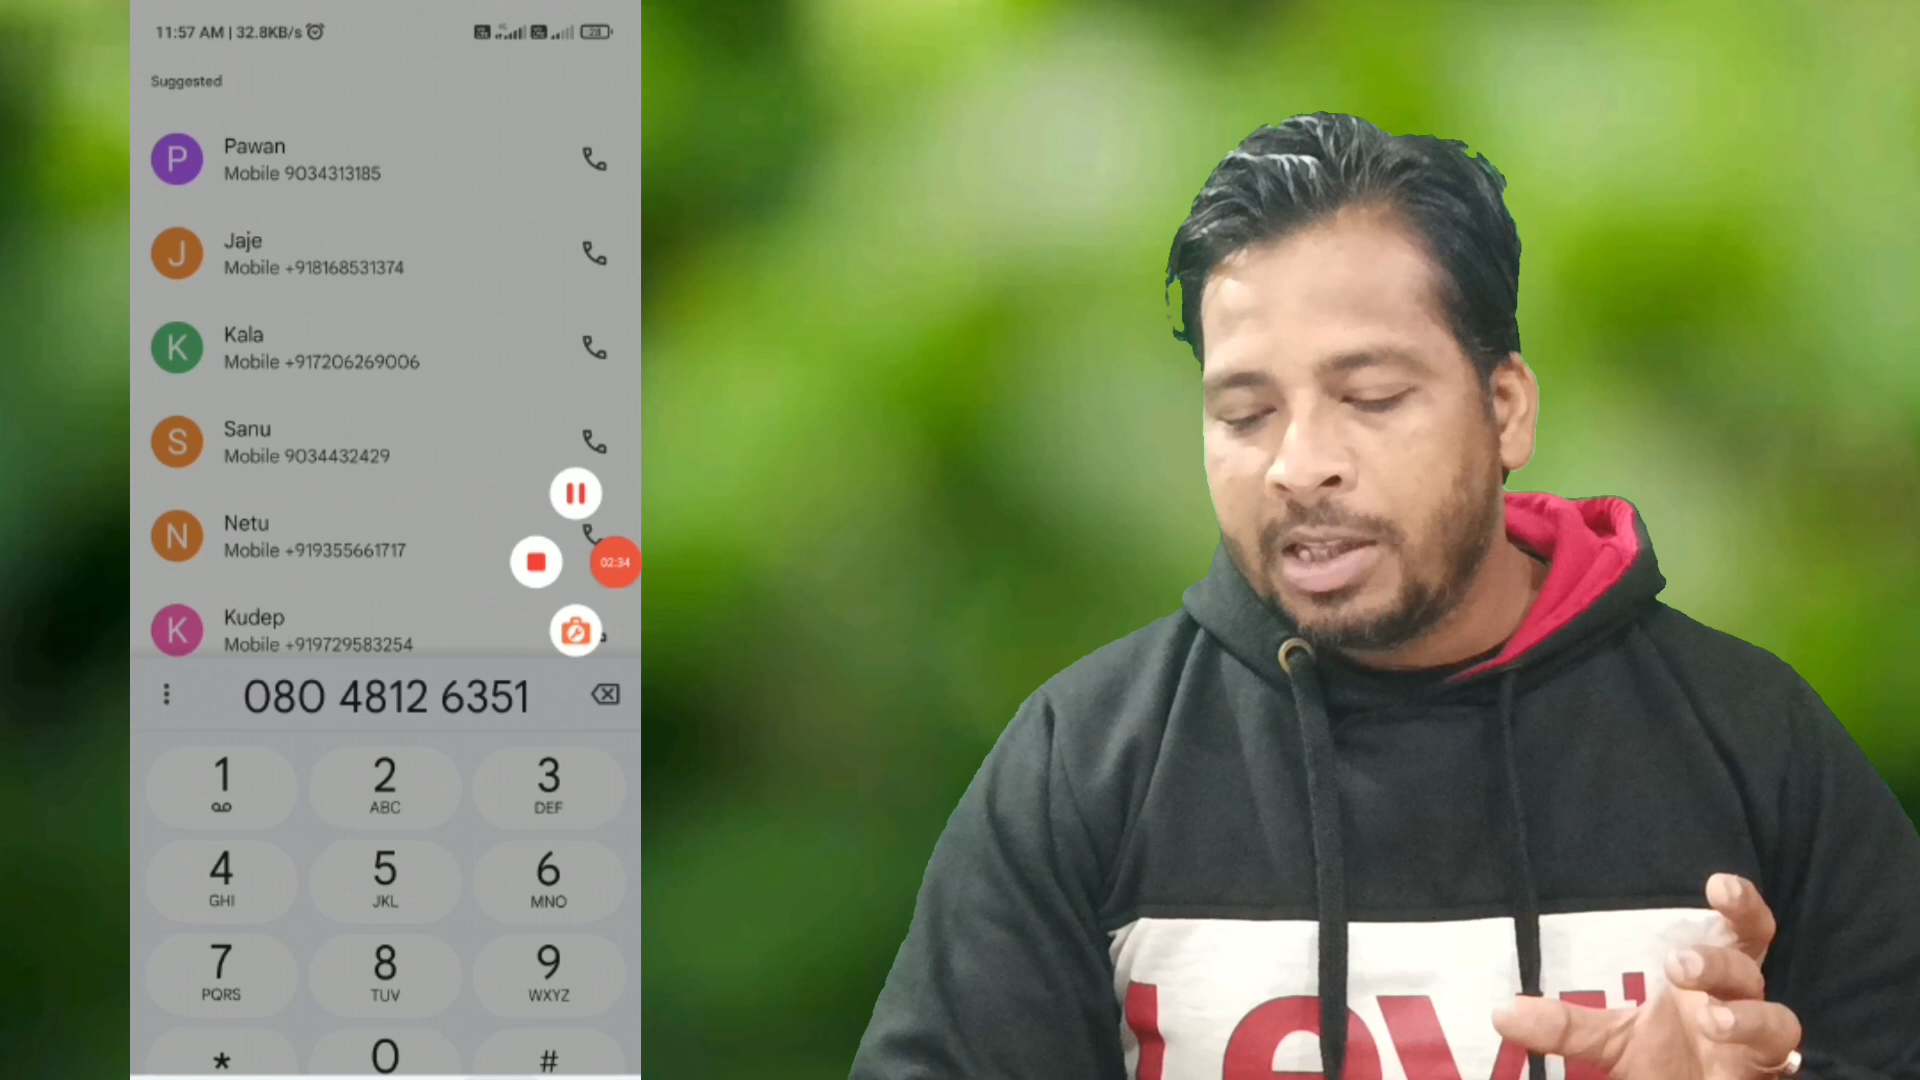 11:57 AM | 32.8KB/s
28
Suggested
P
Pawan
Mobile 9034313185
J
Jaje
Mobile +918168531374
K
Kala
Mobile +917206269006
S
Sanu
Mobile 9034432429
N
Netu
Mobile +919355661717
02:34
K
Kudep
Mobile +919729583254
080 4812 6351
1
2
ABC
3
DEF
4
GHI
5
JKL
6
MNO
7
PQRS
8
TUV
9
WXYZ
*
0
#
Levi'